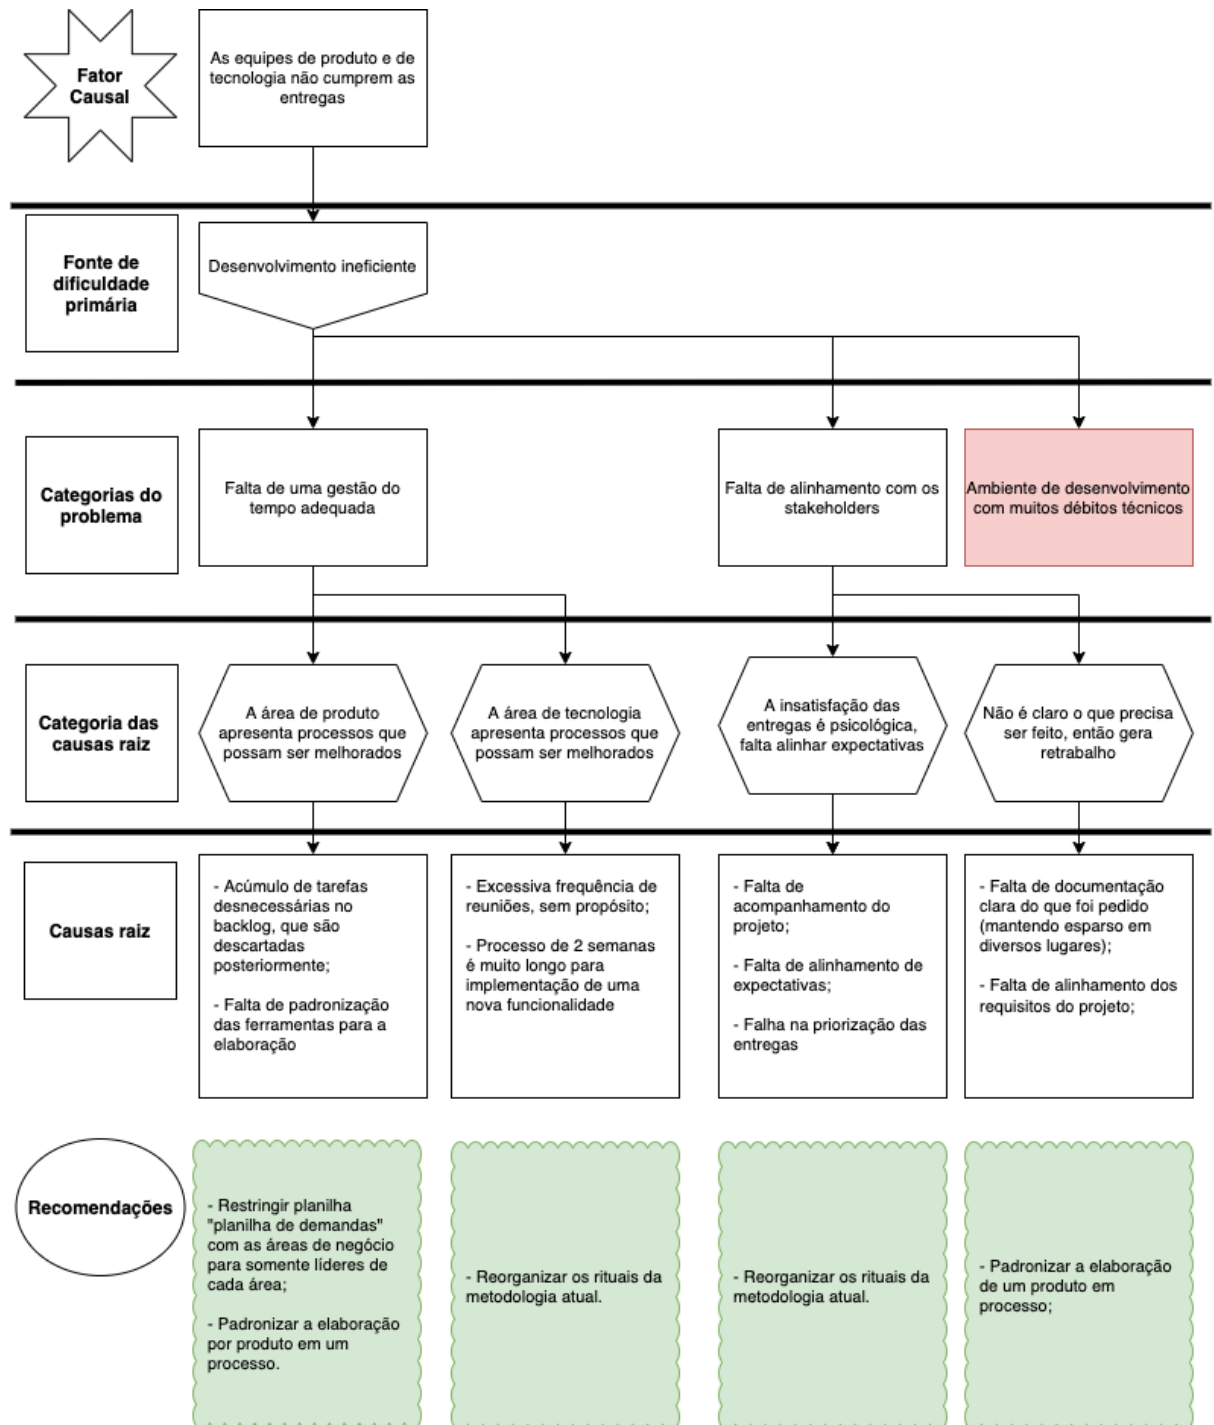 Fator
Causal
As equipes de produto e de
tecnologia não cumprem as
entregas
Fonte de
dificuldade
primária
Desenvolvimento ineficiente
Categorias do
problema
Falta de uma gestão do
tempo adequada
Falta de alinhamento com os
stakeholders
Ambiente de desenvolvimento
com muitos débitos técnicos
Categoria das
causas raiz
A área de produto
apresenta processos que
possam ser melhorados
A área de tecnologia
apresenta processos que
possam ser melhorados
A insatisfação das
entregas é psicológica,
falta alinhar expectativas
Não é claro o que precisa
ser feito, então gera
retrabalho
Causas raiz
- Acúmulo de tarefas
desnecessárias no
backlog, que são
descartadas
posteriormente;
- Falta de padronização
das ferramentas para a
elaboração
- Excessiva frequência de
reuniões, sem propósito;
- Processo de 2 semanas
é muito longo para
implementação de uma
nova funcionalidade
- Falta de
acompanhamento do
projeto;
- Falta de alinhamento de
expectativas;
- Falha na priorização das
entregas
- Falta de documentação
clara do que foi pedido
(mantendo esparso em
diversos lugares);
- Falta de alinhamento dos
requisitos do projeto;
Recomendações
- Restringir planilha
"planilha de demandas"
com as áreas de negócio
para somente líderes de
cada área;
- Padronizar a elaboração
por produto em um
processo.
- Reorganizar os rituais da
metodologia atual.
- Reorganizar os rituais da
metodologia atual.
- Padronizar a elaboração
de um produto em
processo;